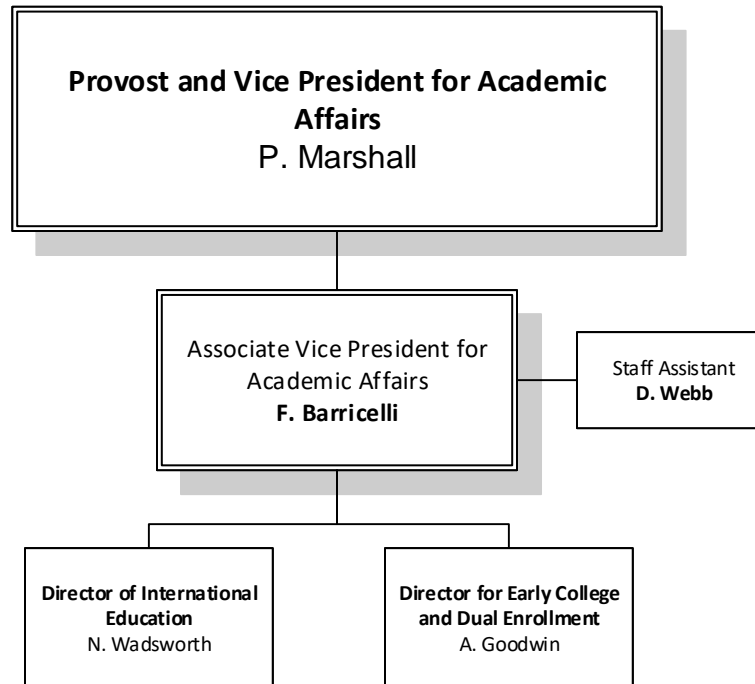 Provost and Vice President for Academic
Affairs
P. Marshall
Associate Vice President for
Academic Affairs
F. Barricelli
Staff Assistant
D. Webb
Director of International
Education
N. Wadsworth
Director for Early College
and Dual Enrollment
A. Goodwin